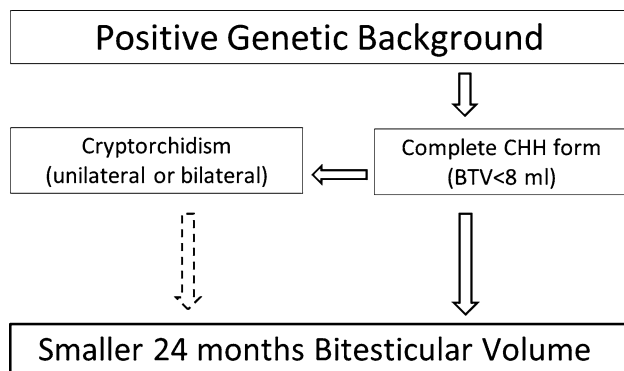 Positive Genetic Background
Cryptorchidism
(unilateral or bilateral)
Complete CHH form
(BTV<8 ml)
Smaller 24 months Bitesticular Volume